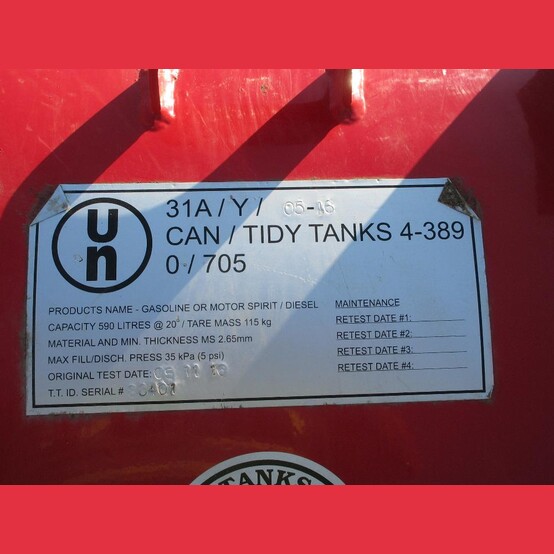 un
31A / Y /
CAN / TIDY TANKS 4-389
0 / 705
PRODUCTS NAME - GASOLINE OR MOTOR SPIRIT / DIESEL
CAPACITY 590 LITRES @ 20° / TARE MASS 115 kg
MATERIAL AND MIN. THICKNESS MS 2.65mm
MAX FILL/DISCH. PRESS 35 kPa (5 psi)
ORIGINAL TEST DATE:
T.T. ID. SERIAL #
MAINTENANCE
RETEST DATE #1:
RETEST DATE #2:
RETEST DATE #3:
RETEST DATE #4:
TANKS